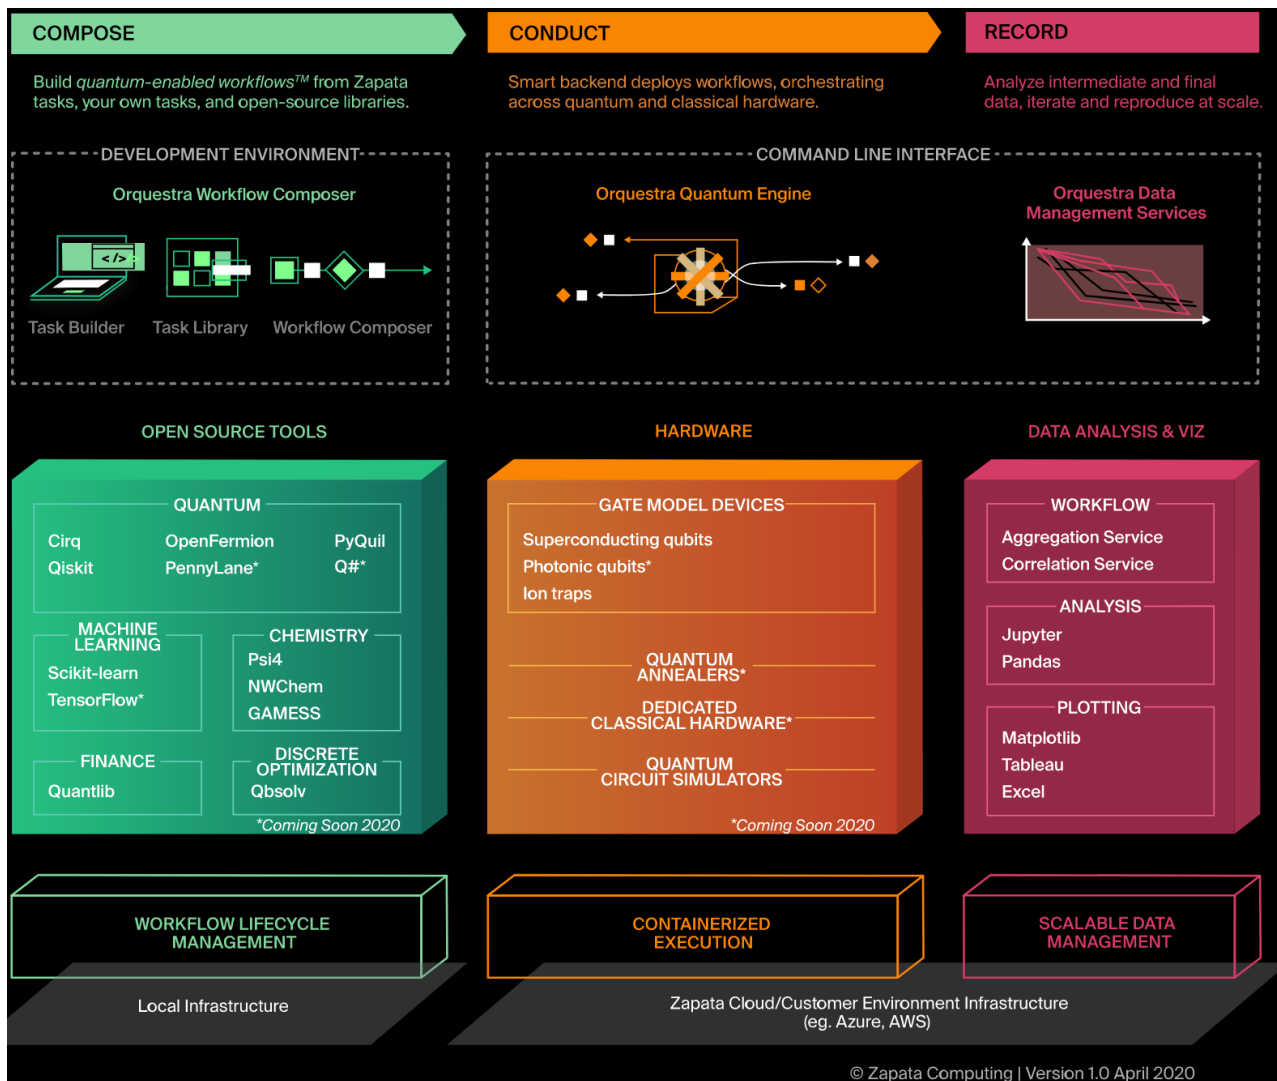 COMPOSE
Build quantum-enabled workflows™ from Zapata
tasks, your own tasks, and open-source libraries.
CONDUCT
Smart backend deploys workflows, orchestrating
across quantum and classical hardware.
RECORD
Analyze intermediate and final
data, iterate and reproduce at scale.
DEVELOPMENT ENVIRONMENT
Orquestra Workflow Composer
</>
Task Builder
Task Library
Workflow Composer
COMMAND LINE INTERFACE
Orquestra Quantum Engine
Orquestra Data
Management Services
OPEN SOURCE TOOLS
QUANTUM
Cirq
OpenFermion
PyQuil
Qiskit
PennyLane*
Q#*
MACHINE
LEARNING
Scikit-learn
TensorFlow*
CHEMISTRY
Psi4
NWChem
GAMESS
FINANCE
Quantlib
DISCRETE
OPTIMIZATION
Qbsolv
*Coming Soon 2020
HARDWARE
GATE MODEL DEVICES
Superconducting qubits
Photonic qubits*
Ion traps
QUANTUM
ANNEALERS*
DEDICATED
CLASSICAL HARDWARE*
QUANTUM
CIRCUIT SIMULATORS
*Coming Soon 2020
DATA ANALYSIS & VIZ
WORKFLOW
Aggregation Service
Correlation Service
ANALYSIS
Jupyter
Pandas
PLOTTING
Matplotlib
Tableau
Excel
WORKFLOW LIFECYCLE
MANAGEMENT
CONTAINERIZED
EXECUTION
SCALABLE DATA
MANAGEMENT
Local Infrastructure
Zapata Cloud/Customer Environment Infrastructure
(eg. Azure, AWS)
© Zapata Computing | Version 1.0 April 2020